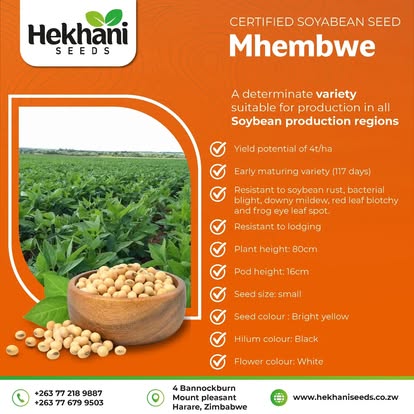 Hekhani
SEEDS
CERTIFIED SOYABEAN SEED
Mhembwe
A determinate variety
suitable for production in all
Soybean production regions
Yield potential of 4t/ha
Early maturing variety (117 days)
Resistant to soybean rust, bacterial
blight, downy mildew, red leaf blotchy
and frog eye leaf spot.
Resistant to lodging
Plant height: 80cm
Pod height: 16cm
Seed size: small
Seed colour : Bright yellow
Hilum colour: Black
Flower colour: White
+263 77 218 9887
+263 77 679 9503
4 Bannockburn
Mount pleasant
Harare, Zimbabwe
www.hekhaniseeds.co.zw